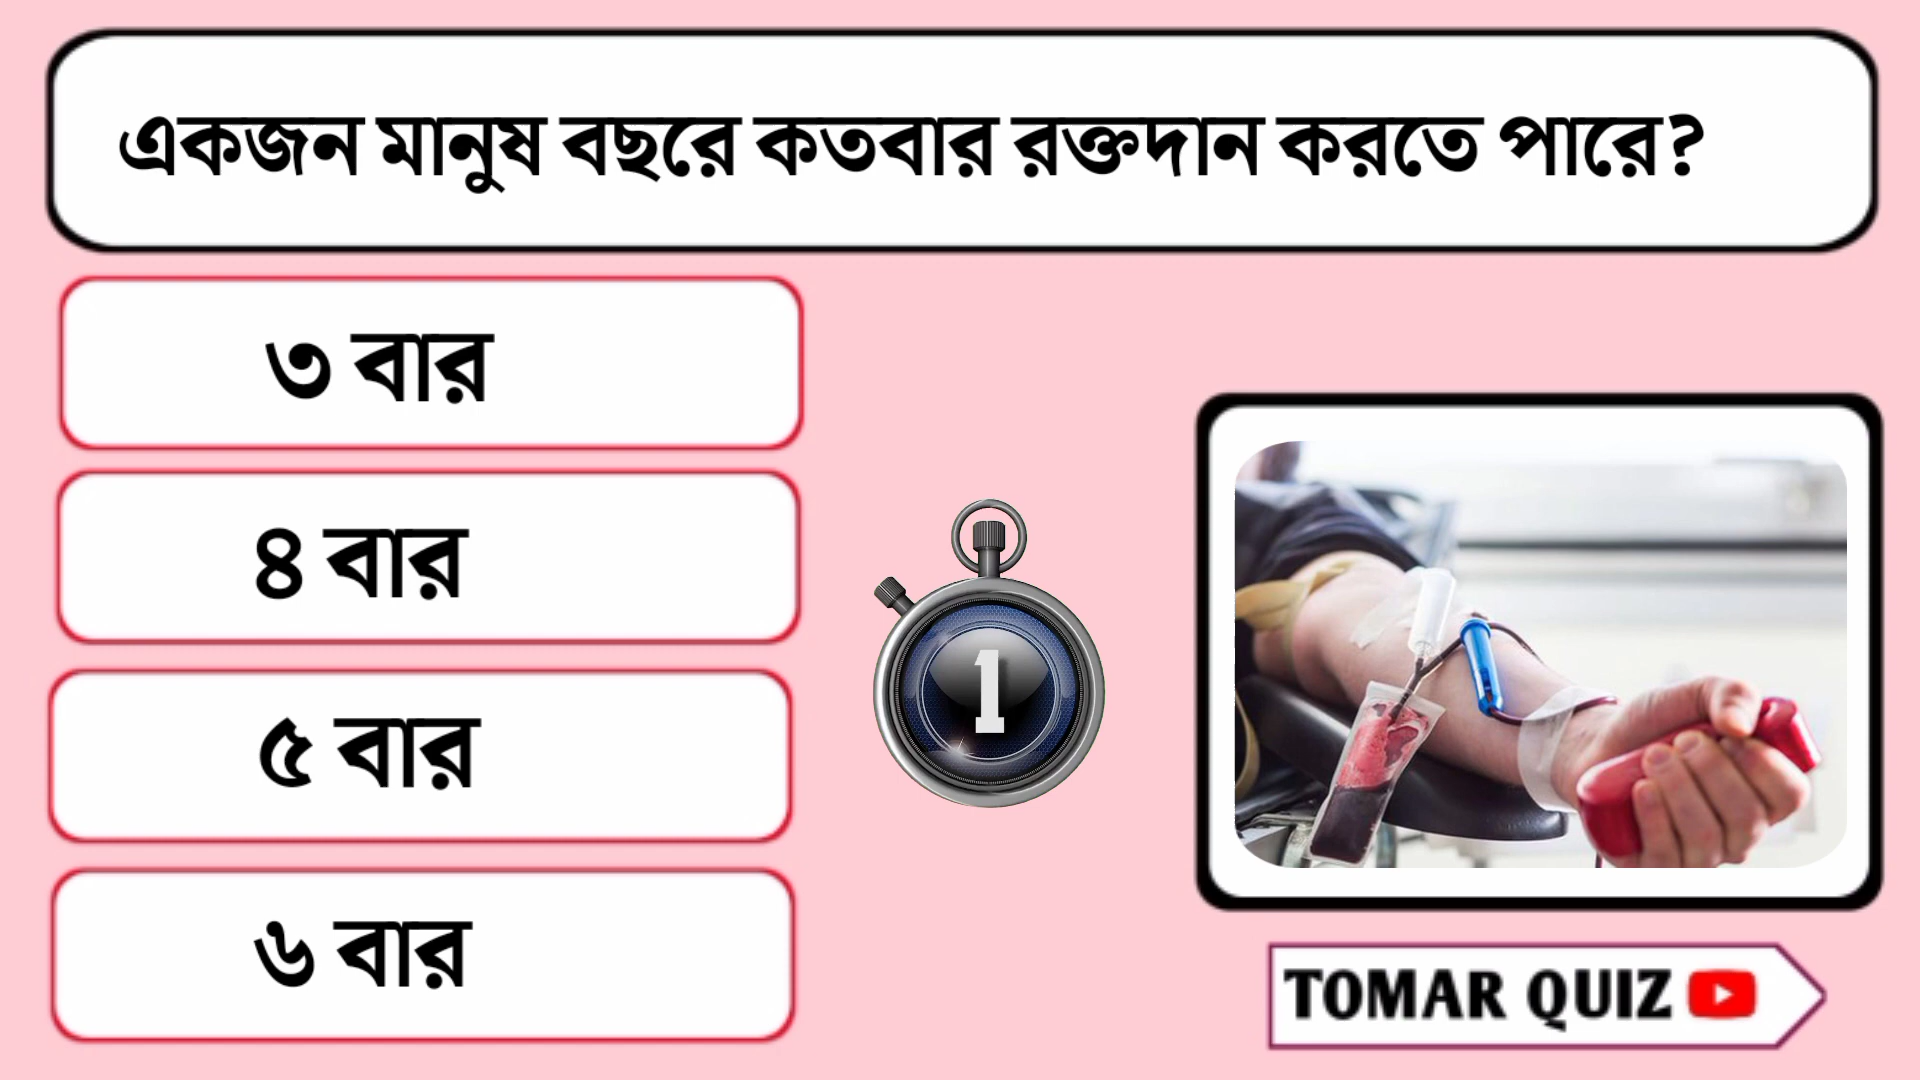 একজন মানুষ বছরে কতবার রক্তদান করতে পারে?
৩ বার
৪ বার
৫ বার
৬ বার
1
TOMAR QUIZ